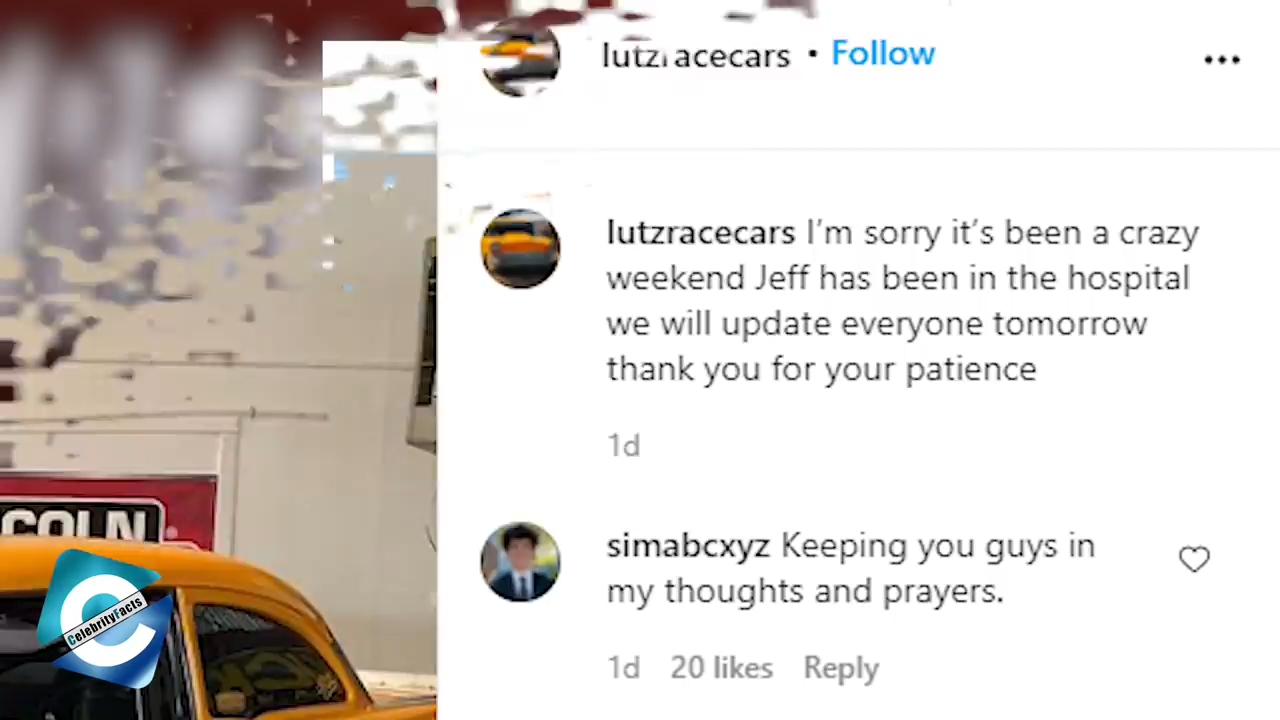 lutzracecars • Follow
lutzracecars I'm sorry it's been a crazy
weekend Jeff has been in the hospital
we will update everyone tomorrow
thank you for your patience
1d
simabcxyz Keeping you guys in
my thoughts and prayers.
1d 20 likes Reply
COLN
CelebrityFacts